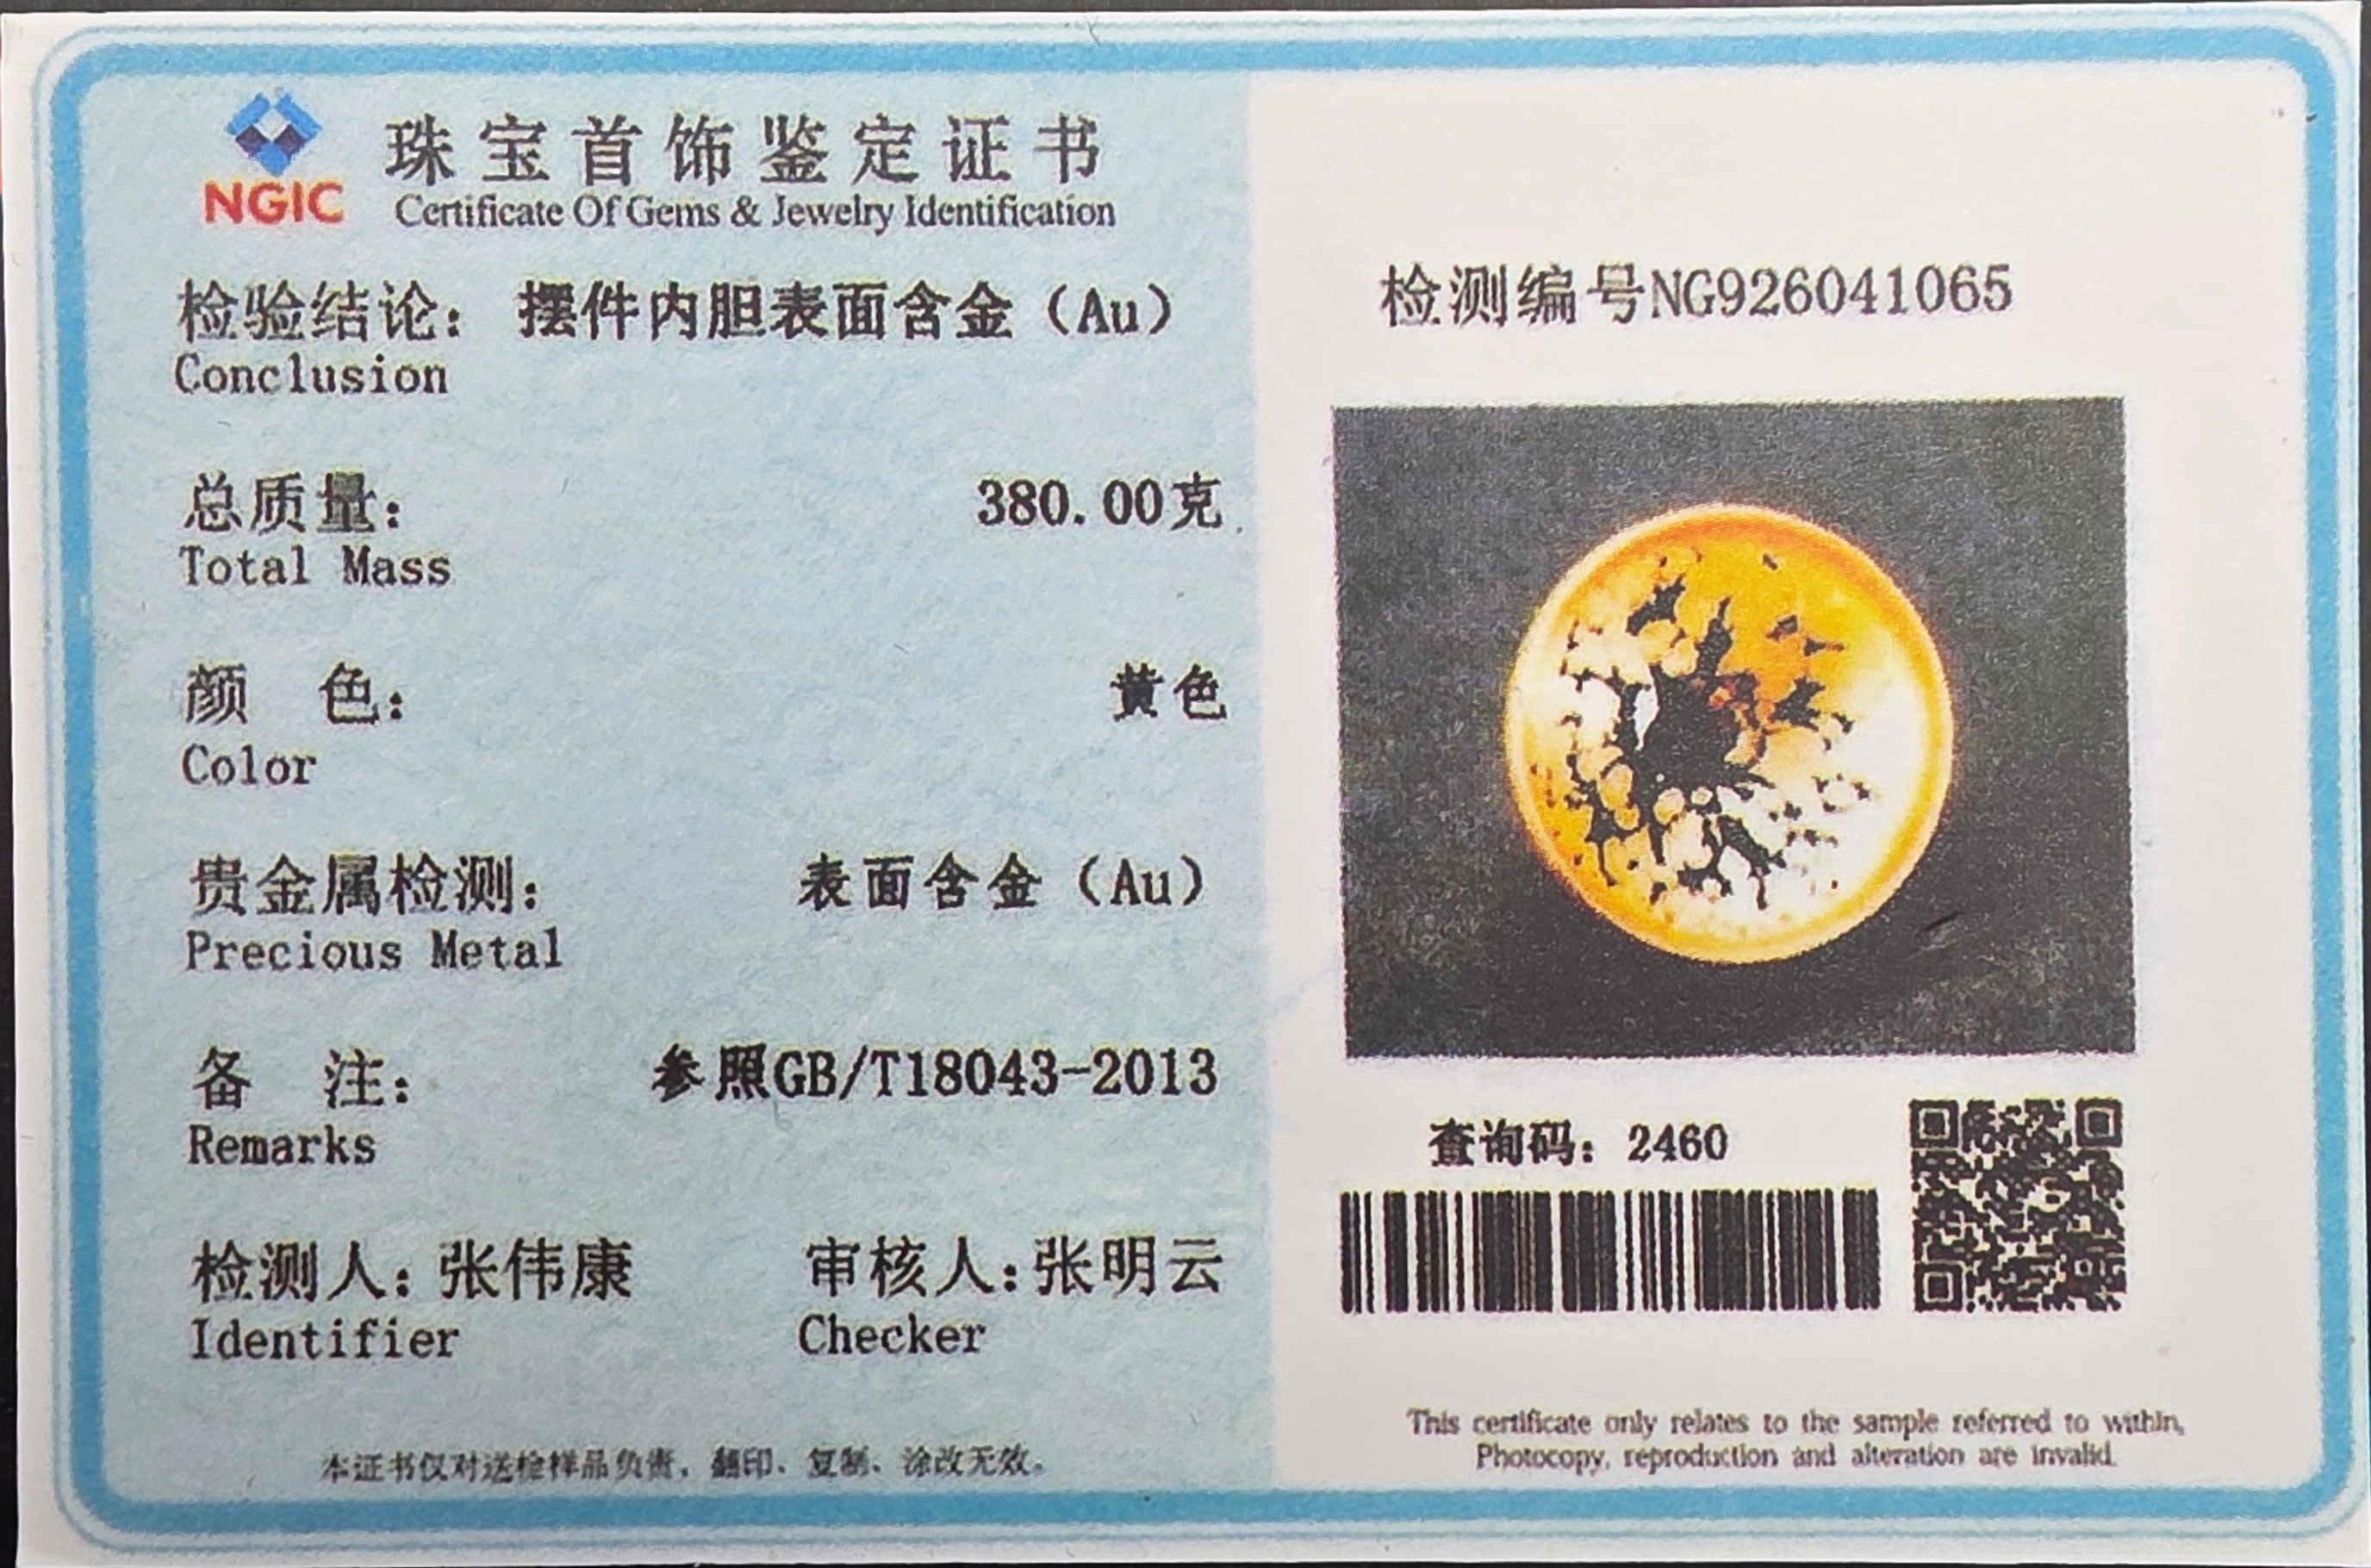 NGIC
珠宝首饰鉴定证书
Certificate Of Gems & Jewelry Identification
检验结论：摆件内胆表面含金（Au）
Conclusion
总质量：380.00克
Total Mass
颜 色：黄色
Color
贵金属检测：表面含金（Au）
Precious Metal
备 注：参照GB/T18043-2013
Remarks
检测人：张伟康 审核人：张明云
Identifier Checker
本证书仅对送检样品负责，翻印、复制、涂改无效。
检测编号NG926041065
查询码：2460
This certificate only relates to the sample referred to within,
Photocopy, reproduction and alteration are invalid.